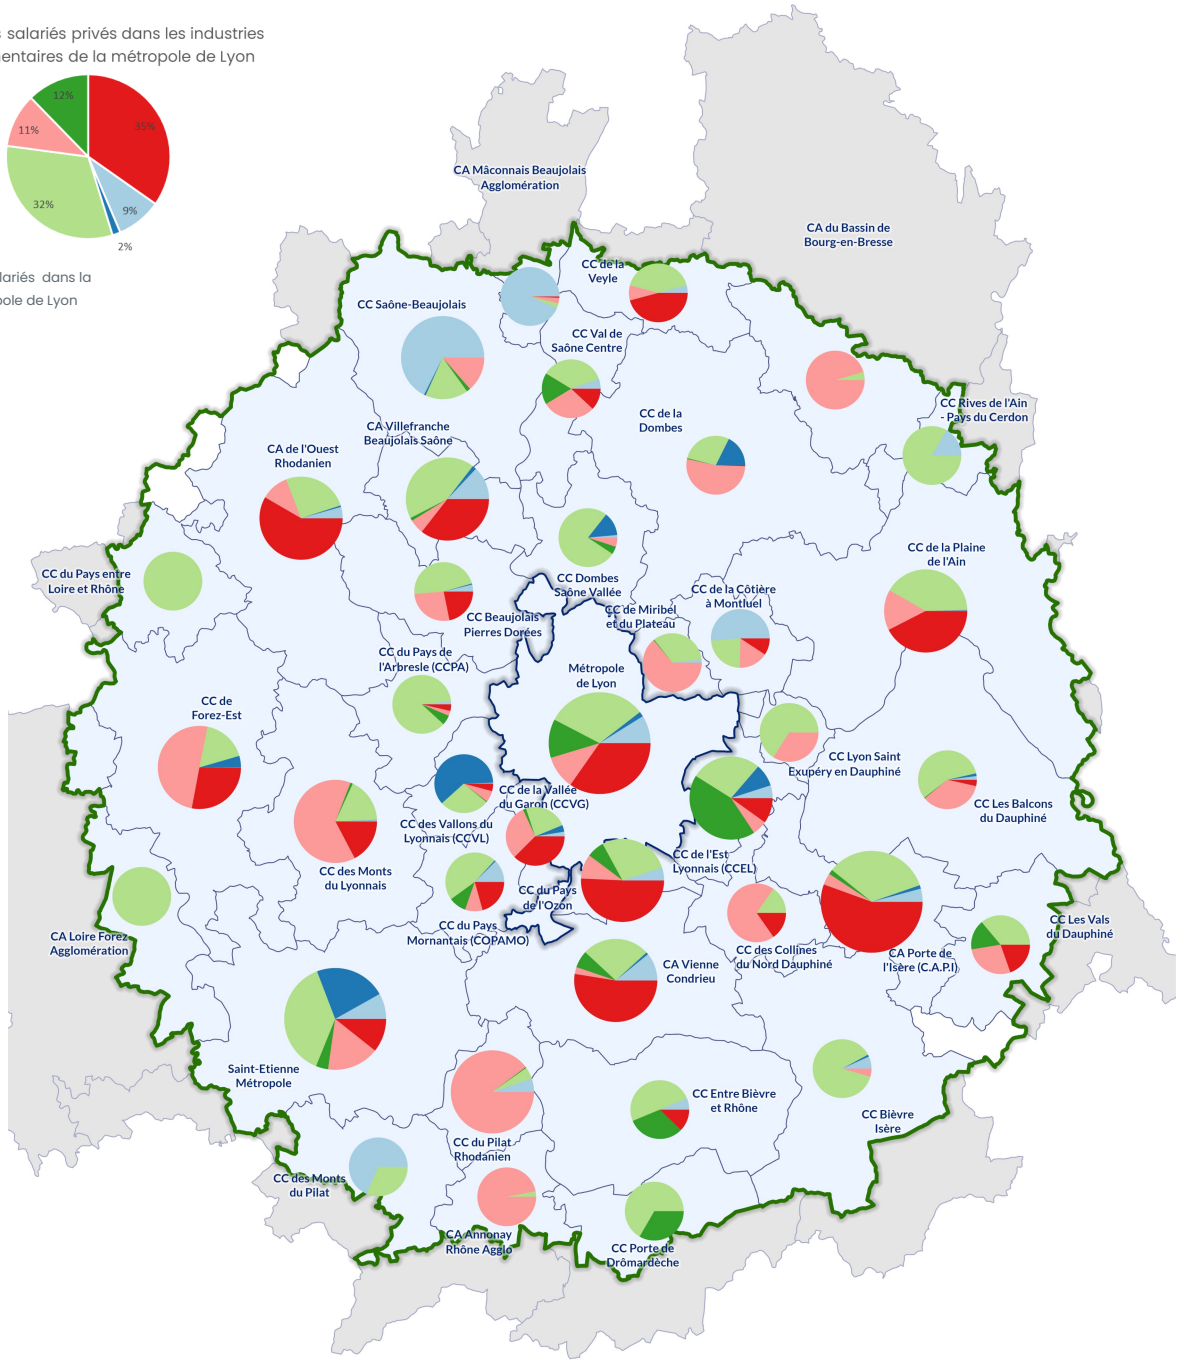 s salariés privés dans les industries
entaires de la métropole de Lyon
12%
35%
11%
32%
9%
2%
lariés dans la
pole de Lyon
CA Mâconnais Beaujolais
Agglomération
CA du Bassin de
Bourg-en-Bresse
CC de la
Veyle
CC Saône-Beaujolais
CC Val de
Saône Centre
CC Rives de l'Ain
- Pays du Cerdon
CC de la
Dombes
CA Villefranche
Beaujolais Saône
CA de l'Ouest
Rhodanien
CC de la Plaine
de l'Ain
CC du Pays entre
Loire et Rhône
CC Dombes
Saône Vallée
CC de la Côtière
à Montluel
CC de Miribel
et du Plateau
CC Beaujolais
Pierres Dorées
CC du Pays de
l'Arbresle (CCPA)
Métropole
de Lyon
CC de
Forez-Est
CC Lyon Saint
Exupéry en Dauphiné
CC de la Vallée
du Garon (CCVG)
CC Les Balcons
du Dauphiné
CC des Vallons du
Lyonnais (CCVL)
CC de l'Est
Lyonnais (CCEL)
CC des Monts
du Lyonnais
CC du Pays
de l'Ozon
CC Les Vals
du Dauphiné
CC du Pays
Mornantais (COPAMO)
CA Loire Forez
Agglomération
CC des Collines
du Nord Dauphiné
CA Porte de
l'Isère (C.A.P.I)
CA Vienne
Condrieu
Saint-Etienne
Métropole
CC Entre Bièvre
et Rhône
CC Bièvre
Isère
CC du Pilat
Rhodanien
CC des Monts
du Pilat
CA Annonay
Rhône Agglo
CC Porte de
Drômardèche